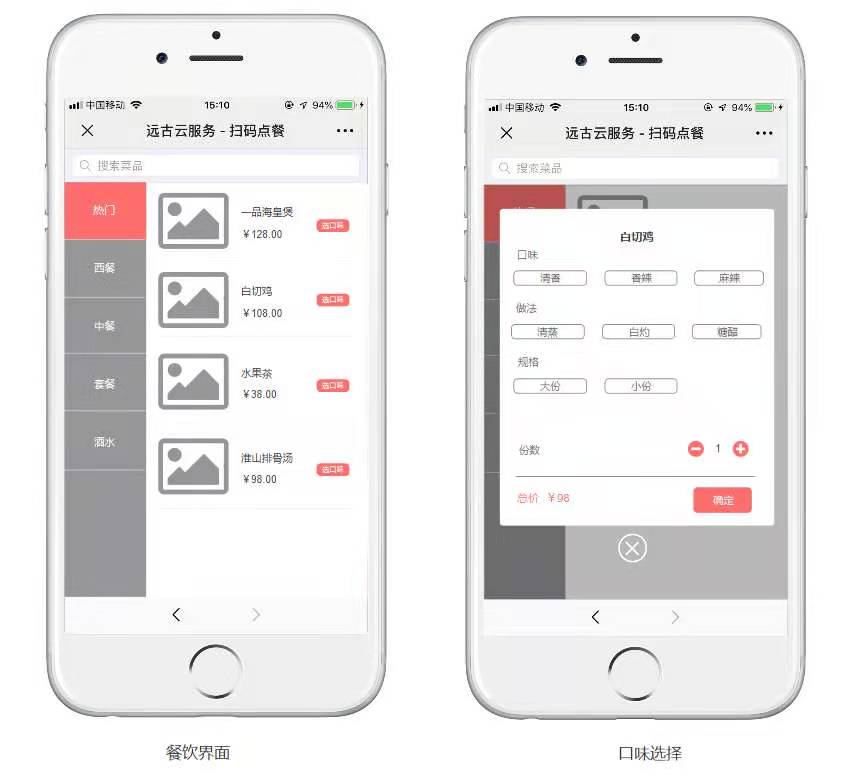 中国移动 15:10 94%
远古云服务 - 扫码点餐
搜索菜品
热门
西餐
中餐
套餐
酒水
一品海皇煲
￥128.00
选口味
白切鸡
￥108.00
选口味
水果茶
￥38.00
选口味
淮山排骨汤
￥98.00
选口味
餐饮界面
中国移动 15:10 94%
远古云服务 - 扫码点餐
搜索菜品
白切鸡
口味
清香 香辣 麻辣
做法
清蒸 白灼 糖醋
规格
大份 小份
份数 1
总价 ￥98 确定
口味选择